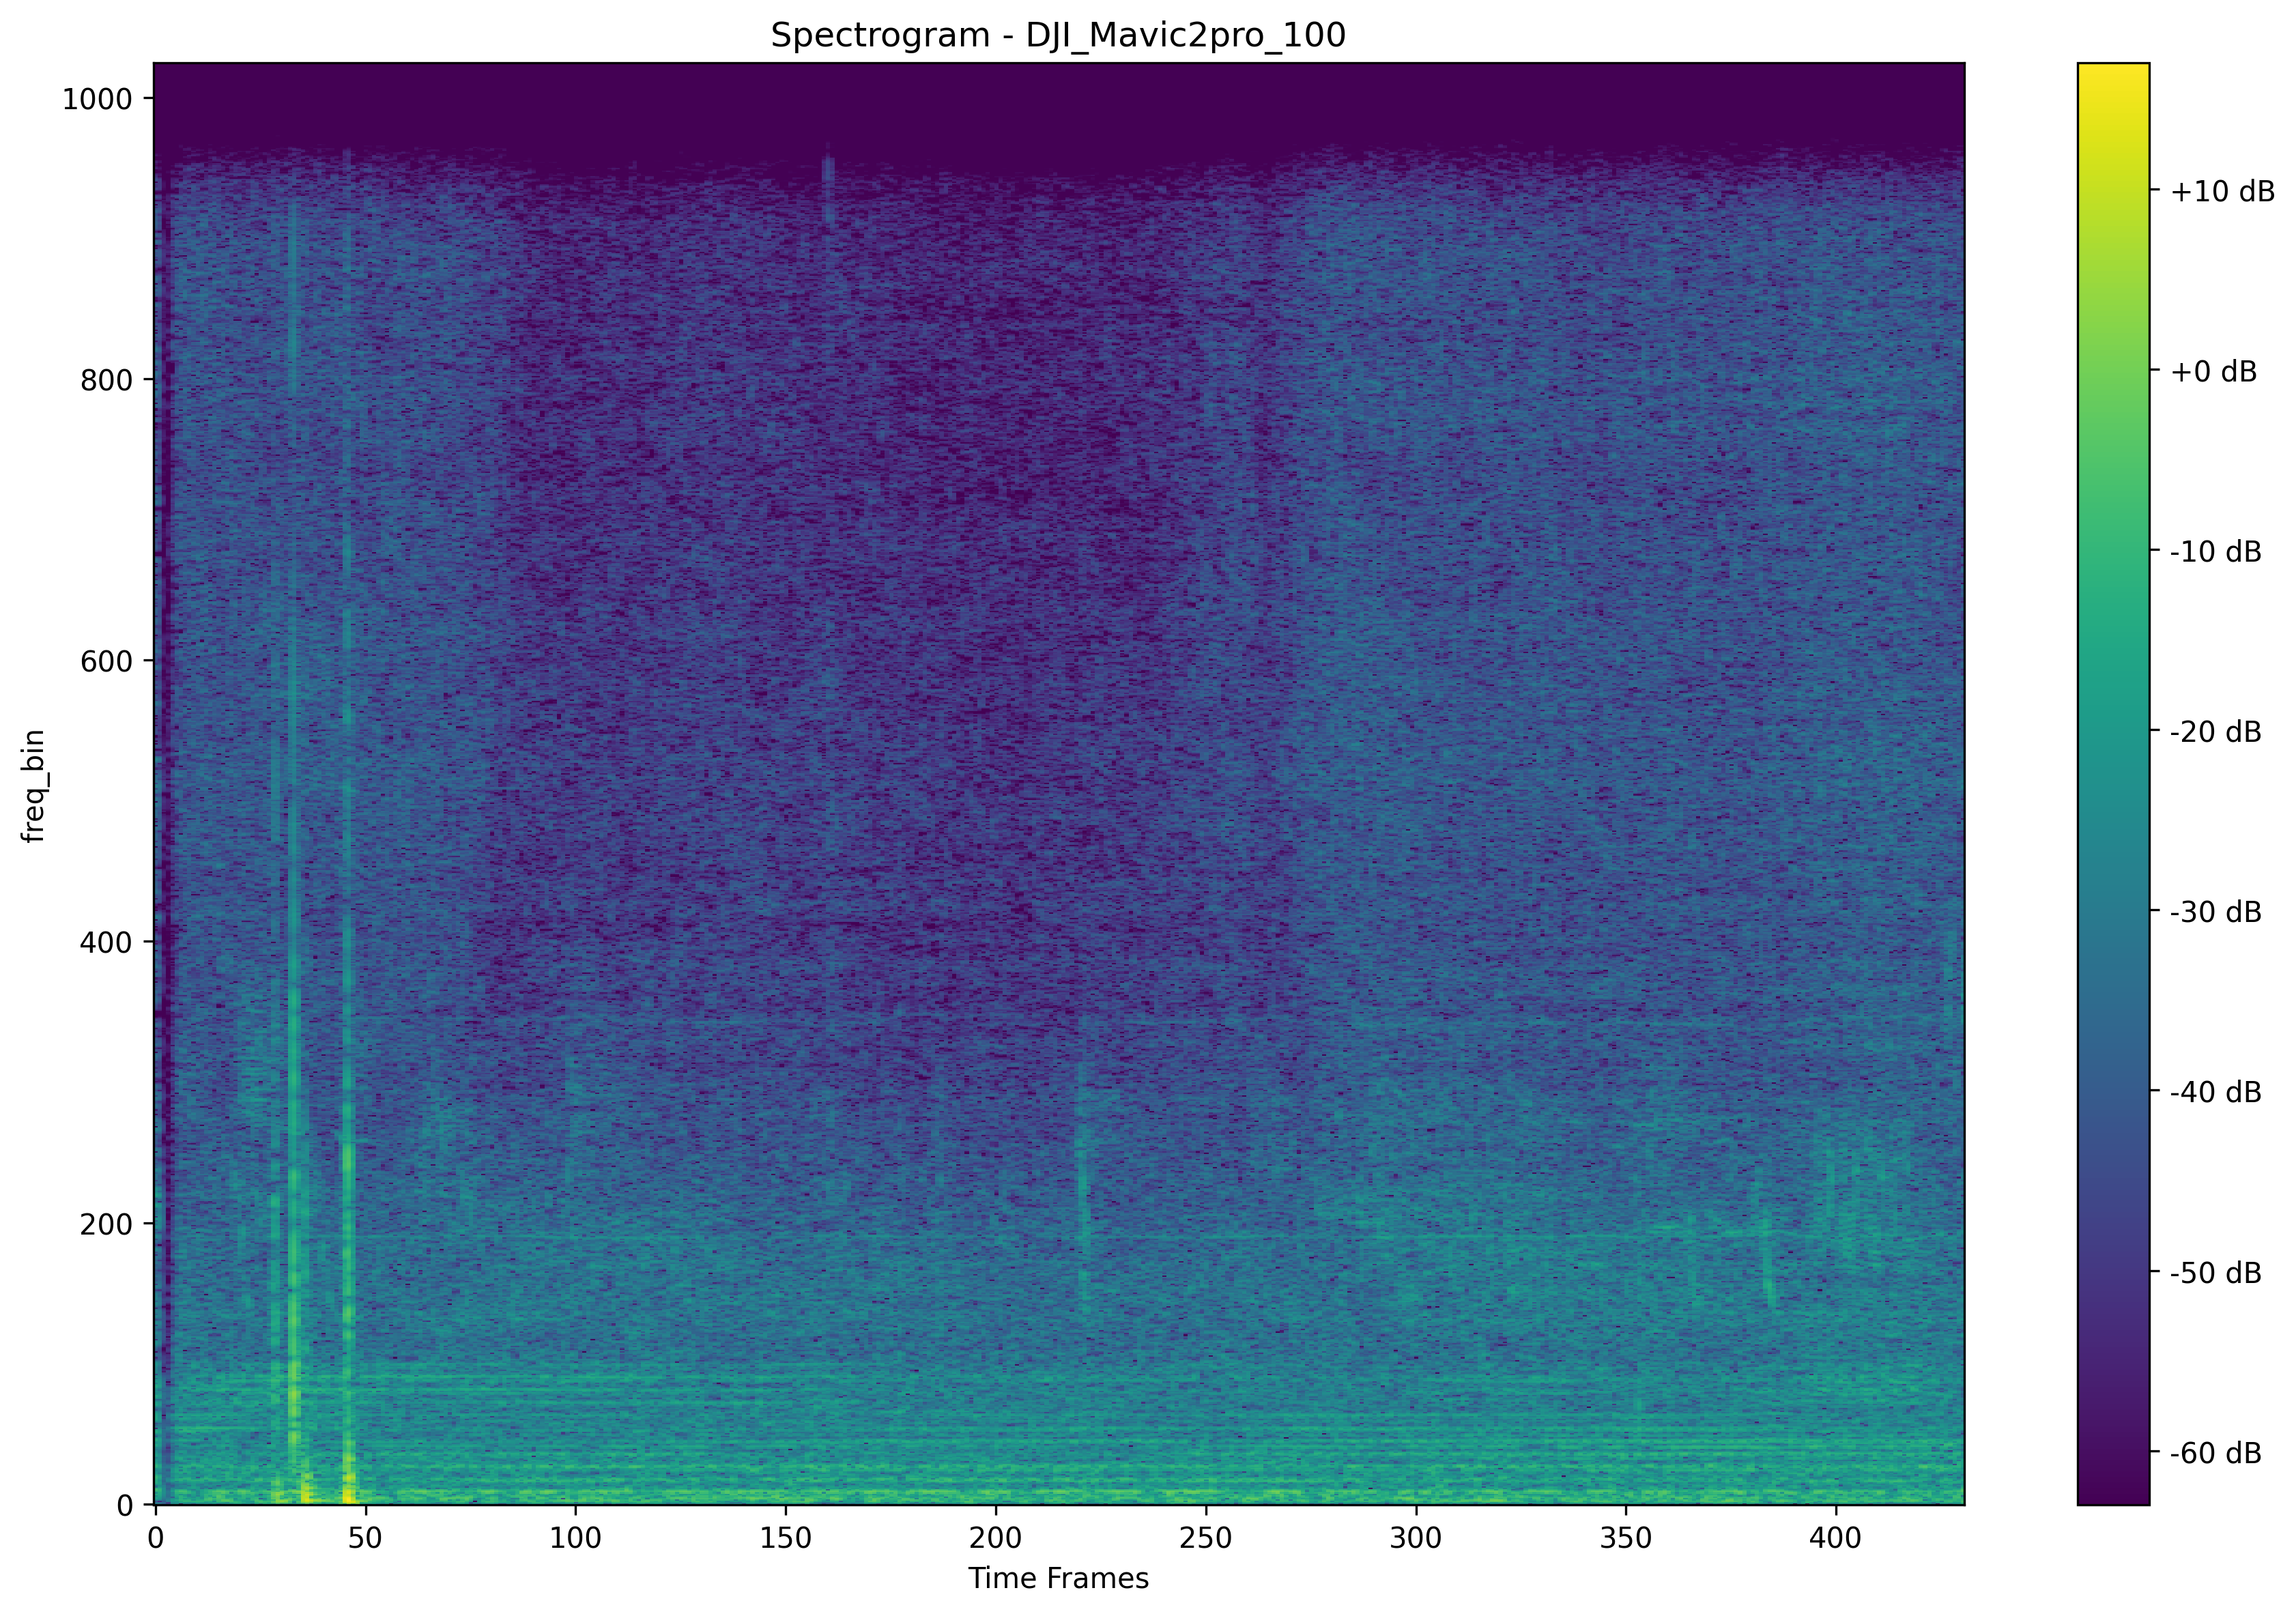 Spectrogram - DJI_Mavic2pro_100
1000
800
600
400
200
0
freq_bin
0 50 100 150 200 250 300 350 400
Time Frames
+10 dB
+0 dB
-10 dB
-20 dB
-30 dB
-40 dB
-50 dB
-60 dB